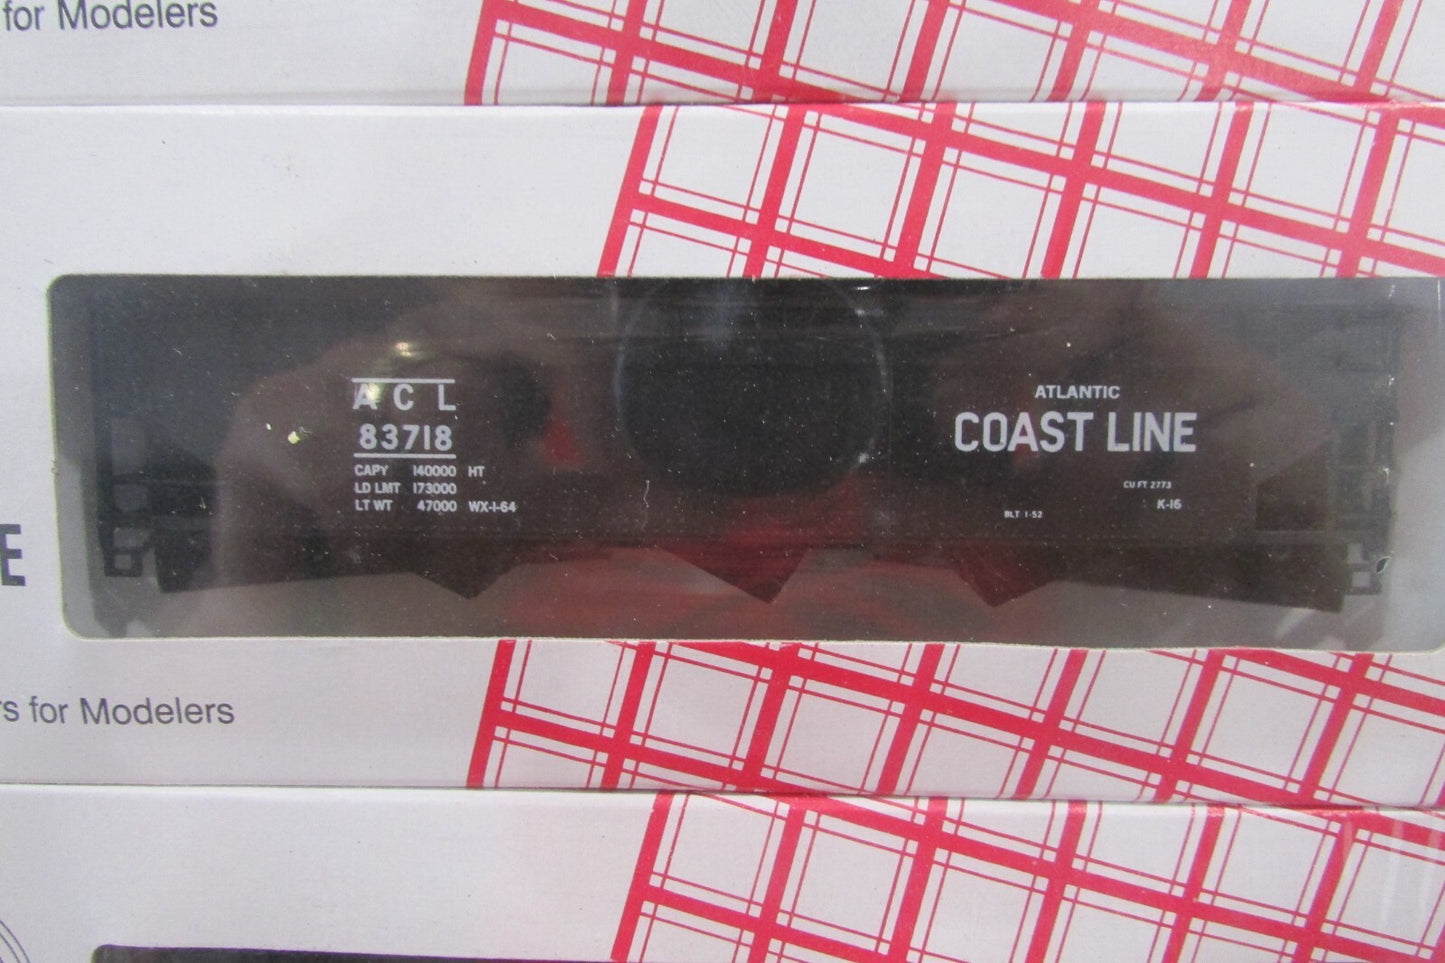 for Modelers
A C L
83718
CAPY 140000 HT
LD LMT 173000
LT WT 47000 WX-1-64
ATLANTIC
COAST LINE
CU FT 2773
K-16
BLT 1-52
E
s for Modelers